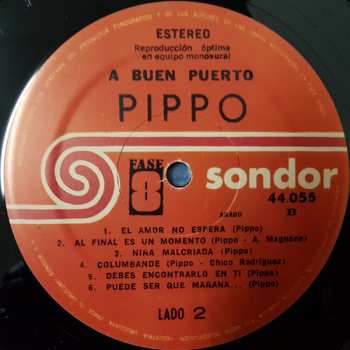 ESTEREO
Reproducción óptima
en equipo monoaural
A BUEN PUERTO
PIPPO
FASE
8
sondor
44.055
AGADU
1. EL AMOR NO ESPERA (Pippo)
2. AL FINAL ES UN MOMENTO (Pippo - A. Magnone)
3. NIÑA MALCRIADA (Pippo)
4. COLUMBANDE (Pippo - Chico Rodríguez)
5. DEBES ENCONTRARLO EN TI (Pippo)
6. PUEDE SER QUE MAÑANA... (Pippo)
LADO 2